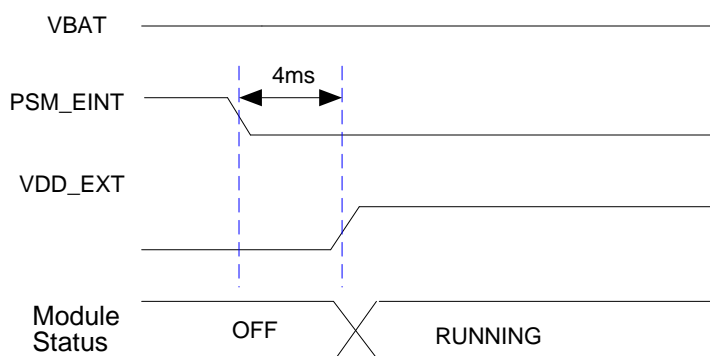 VBAT
4ms
PSM_EINT
VDD_EXT
Module
Status
OFF
RUNNING